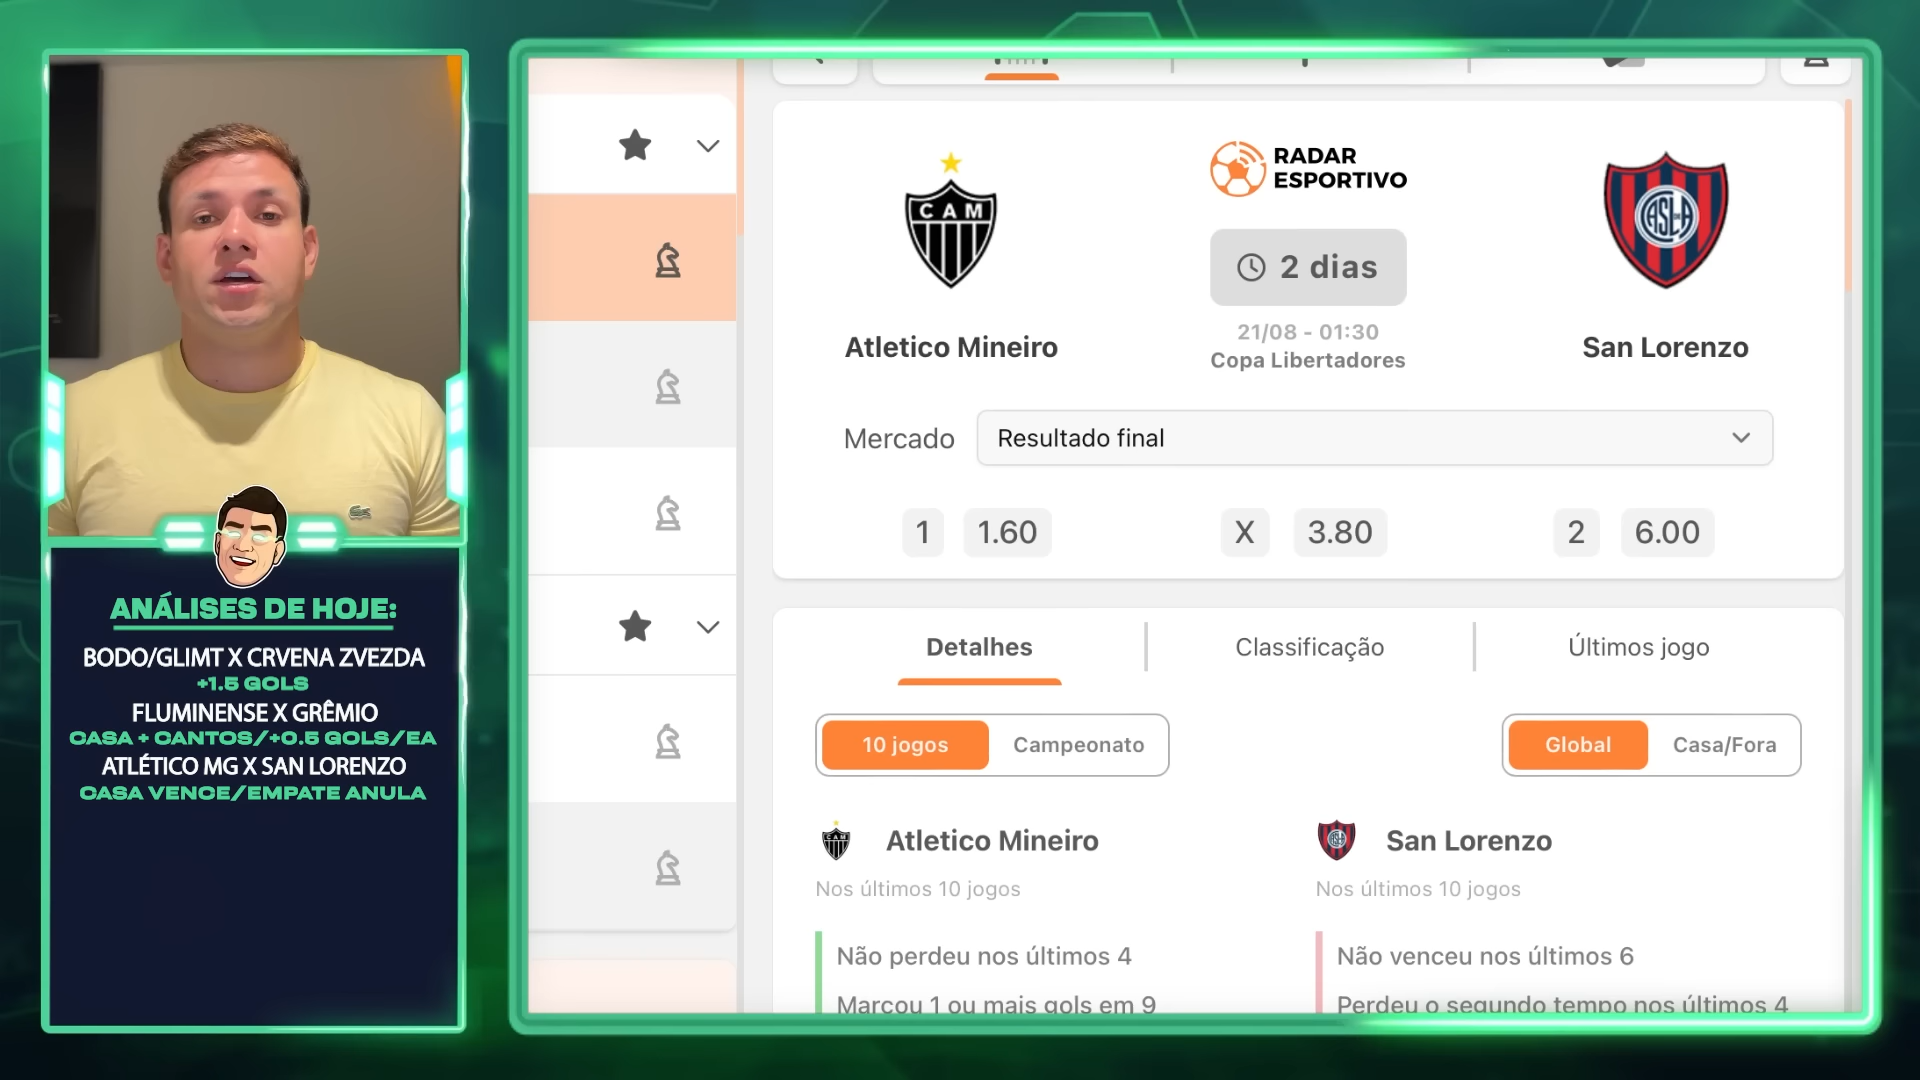 ANÁLISES DE HOJE:
BODO/GLIMT X CRVENA ZVEZDA
+1.5 GOLS
FLUMINENSE X GRÊMIO
CASA + CANTOS/+0.5 GOLS/EA
ATLÉTICO MG X SAN LORENZO
CASA VENCE/EMPATE ANULA
CAM
RADAR
ESPORTIVO
CASLA
2 dias
21/08 - 01:30
Copa Libertadores
Atletico Mineiro
San Lorenzo
Mercado
Resultado final
1 1.60
X 3.80
2 6.00
Detalhes
Classificação
Últimos jogo
10 jogos
Campeonato
Global
Casa/Fora
Atletico Mineiro
Nos últimos 10 jogos
Não perdeu nos últimos 4
Marcou 1 ou mais gols em 9
San Lorenzo
Nos últimos 10 jogos
Não venceu nos últimos 6
Perdeu o segundo tempo nos últimos 4